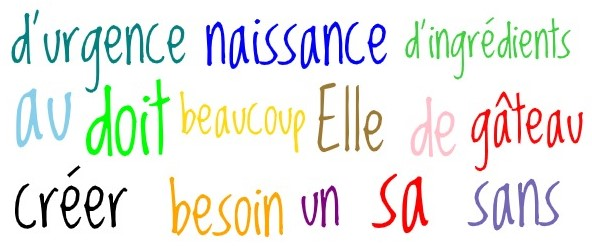 d'urgence naissance d'ingrédients
au doit beaucoup Elle de gâteau
créer besoin un sa sans